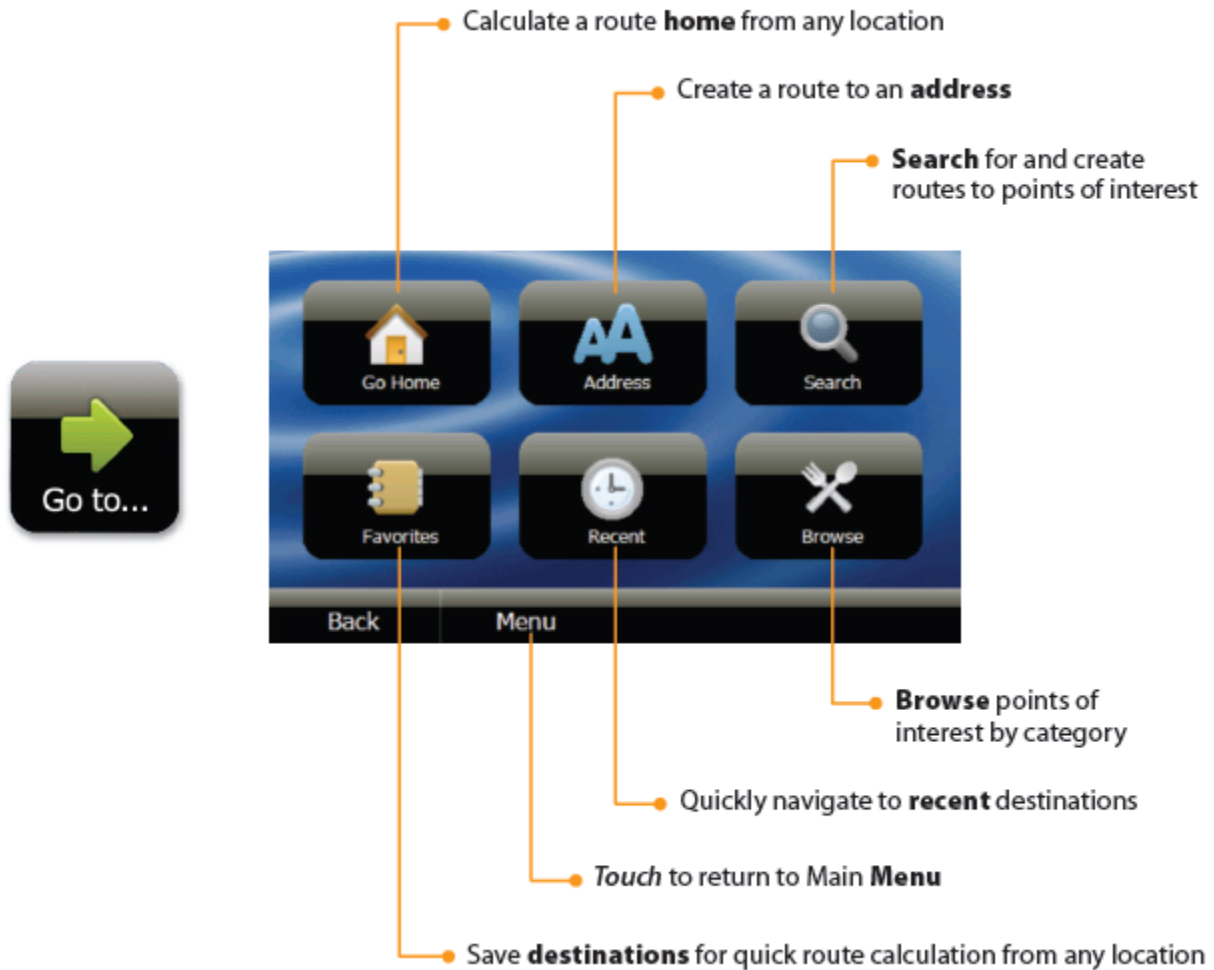 Calculate a route home from any location
Create a route to an address
Search for and create
routes to points of interest
Go Home
Address
Search
Go to...
Favorites
Recent
Browse
Back
Menu
Browse points of
interest by category
Quickly navigate to recent destinations
Touch to return to Main Menu
Save destinations for quick route calculation from any location